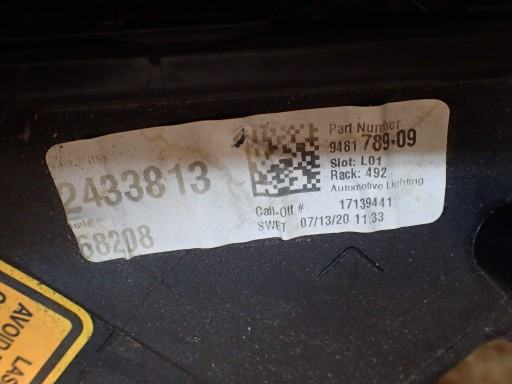 2433813
68208
Part Number
9481 789-09
Slot: L01
Rack: 492
Automotive Lighting
Call-Off # 17139441
SWET 07/13/20 11:33
LAS
AVOID